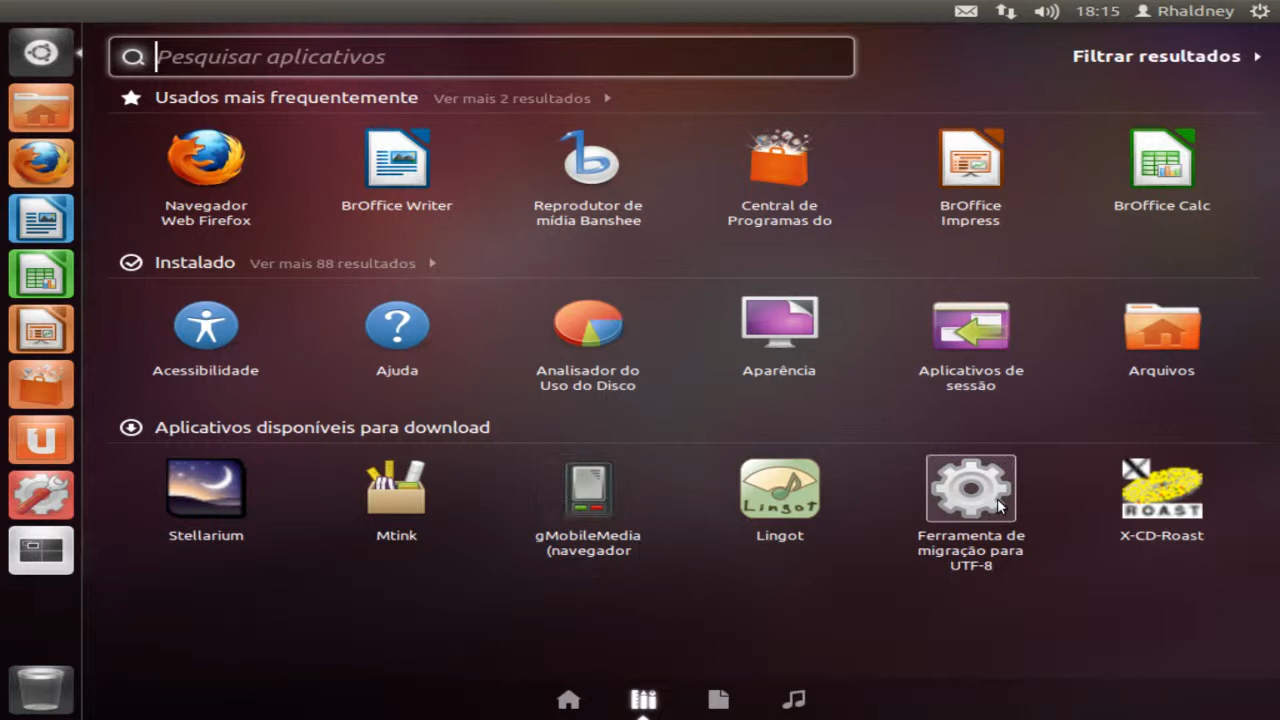 18:15 Rhaldney
Pesquisar aplicativos
Filtrar resultados
Usados mais frequentemente Ver mais 2 resultados
Navegador
Web Firefox
BrOffice Writer
Reprodutor de
mídia Banshee
Central de
Programas do
BrOffice
Impress
BrOffice Calc
Instalado Ver mais 88 resultados
Acessibilidade
Ajuda
Analisador do
Uso do Disco
Aparência
Aplicativos de
sessão
Arquivos
Aplicativos disponíveis para download
Lingot
X
ROAST
Stellarium
Mtink
gMobileMedia
(navegador
Lingot
Ferramenta de
migração para
UTF-8
X-CD-Roast